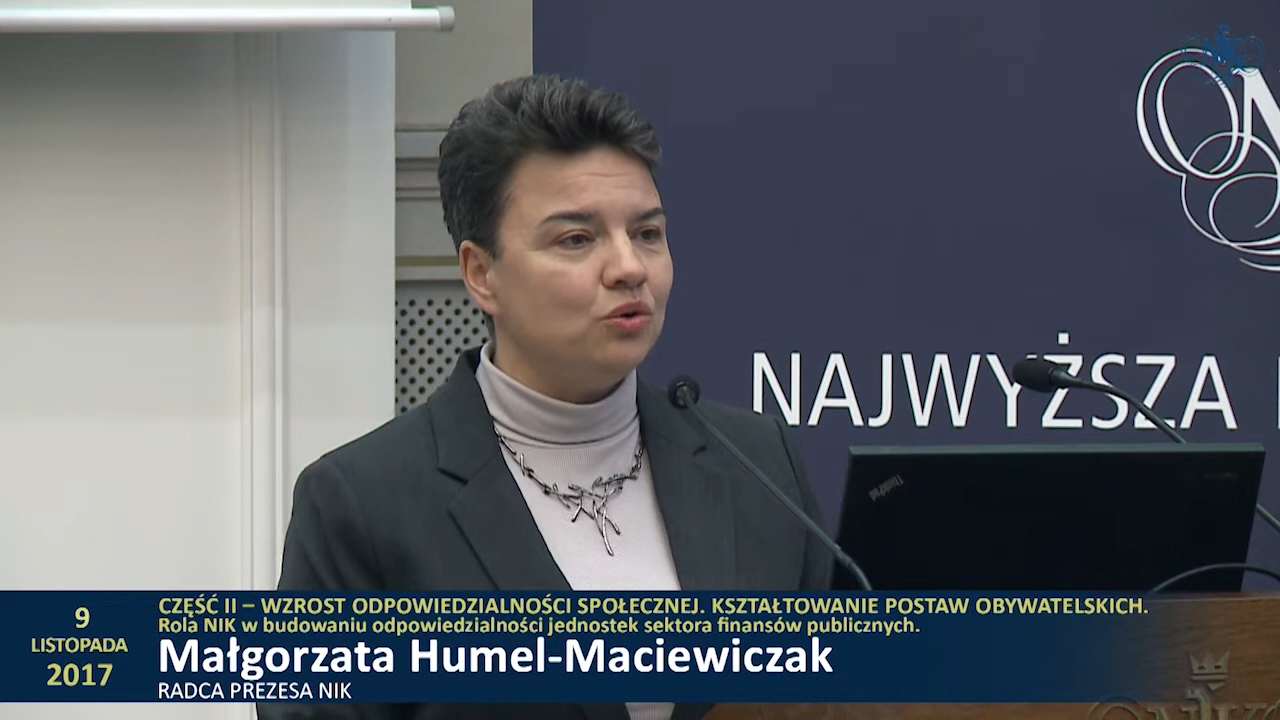 NAJWYŻSZA
ThinkPad
9
LISTOPADA
2017
CZĘŚĆ II – WZROST ODPOWIEDZIALNOŚCI SPOŁECZNEJ. KSZTAŁTOWANIE POSTAW OBYWATELSKICH.
Rola NIK w budowaniu odpowiedzialności jednostek sektora finansów publicznych.
Małgorzata Humel-Maciewiczak
RADCA PREZESA NIK